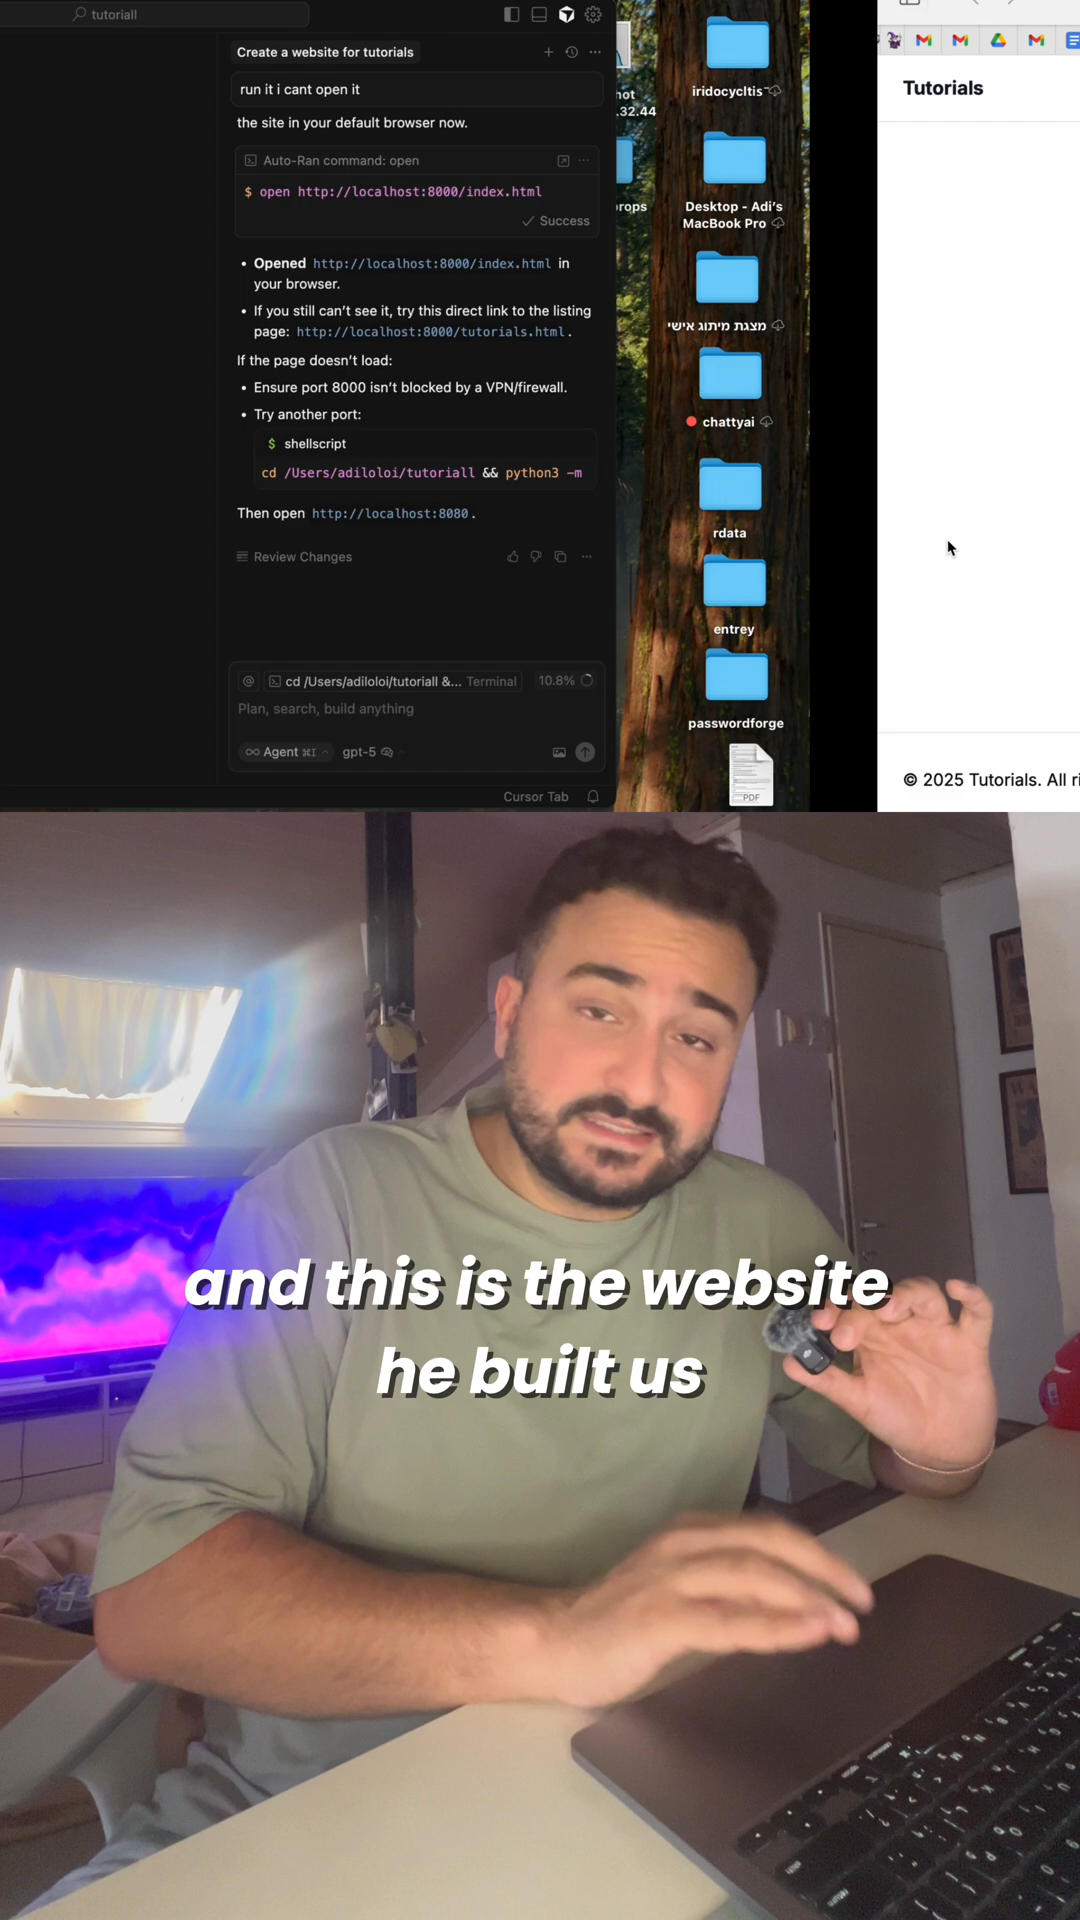 tutoriall
Create a website for tutorials
run it i cant open it
the site in your default browser now.
Auto-Ran command: open
$ open http://localhost:8000/index.html
Success
• Opened http://localhost:8000/index.html in
your browser.
• If you still can't see it, try this direct link to the listing
page: http://localhost:8000/tutorials.html.
If the page doesn't load:
• Ensure port 8000 isn't blocked by a VPN/firewall.
• Try another port:
$ shellscript
cd /Users/adiloloi/tutoriall && python3 -m
Then open http://localhost:8080.
Review Changes
@ cd /Users/adiloloi/tutoriall &... Terminal 10.8%
Plan, search, build anything
∞ Agent ⌘I gpt-5
Cursor Tab
.32.44
iridocycltis
Desktop - Adi's
MacBook Pro
מצגת מיתוג אישי
chattyai
rdata
entrey
passwordforge
PDF
Tutorials
© 2025 Tutorials. All ri
and this is the website
he built us